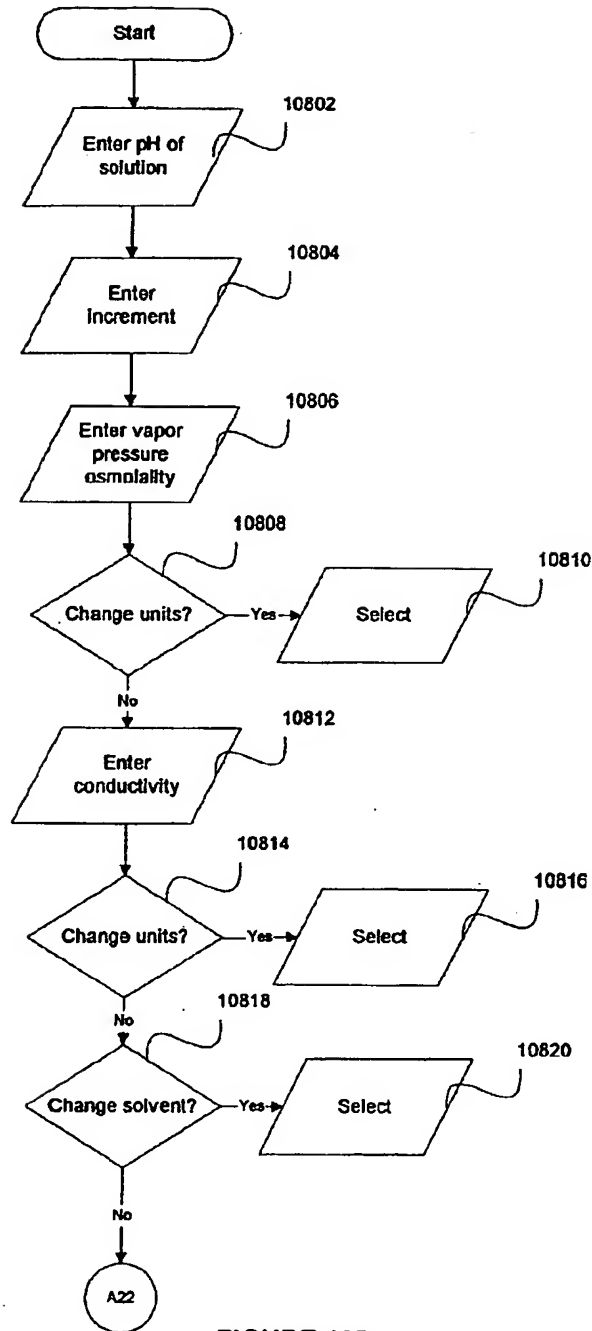 Start
10802
Enter pH of
solution
10804
Enter
increment
10806
Enter vapor
pressure
osmolality
10808
10810
Change units?
Yes
Select
No
10812
Enter
conductivity
10814
10816
Change units?
Yes
Select
No
10818
10820
Change solvent?
Yes
Select
No
A22